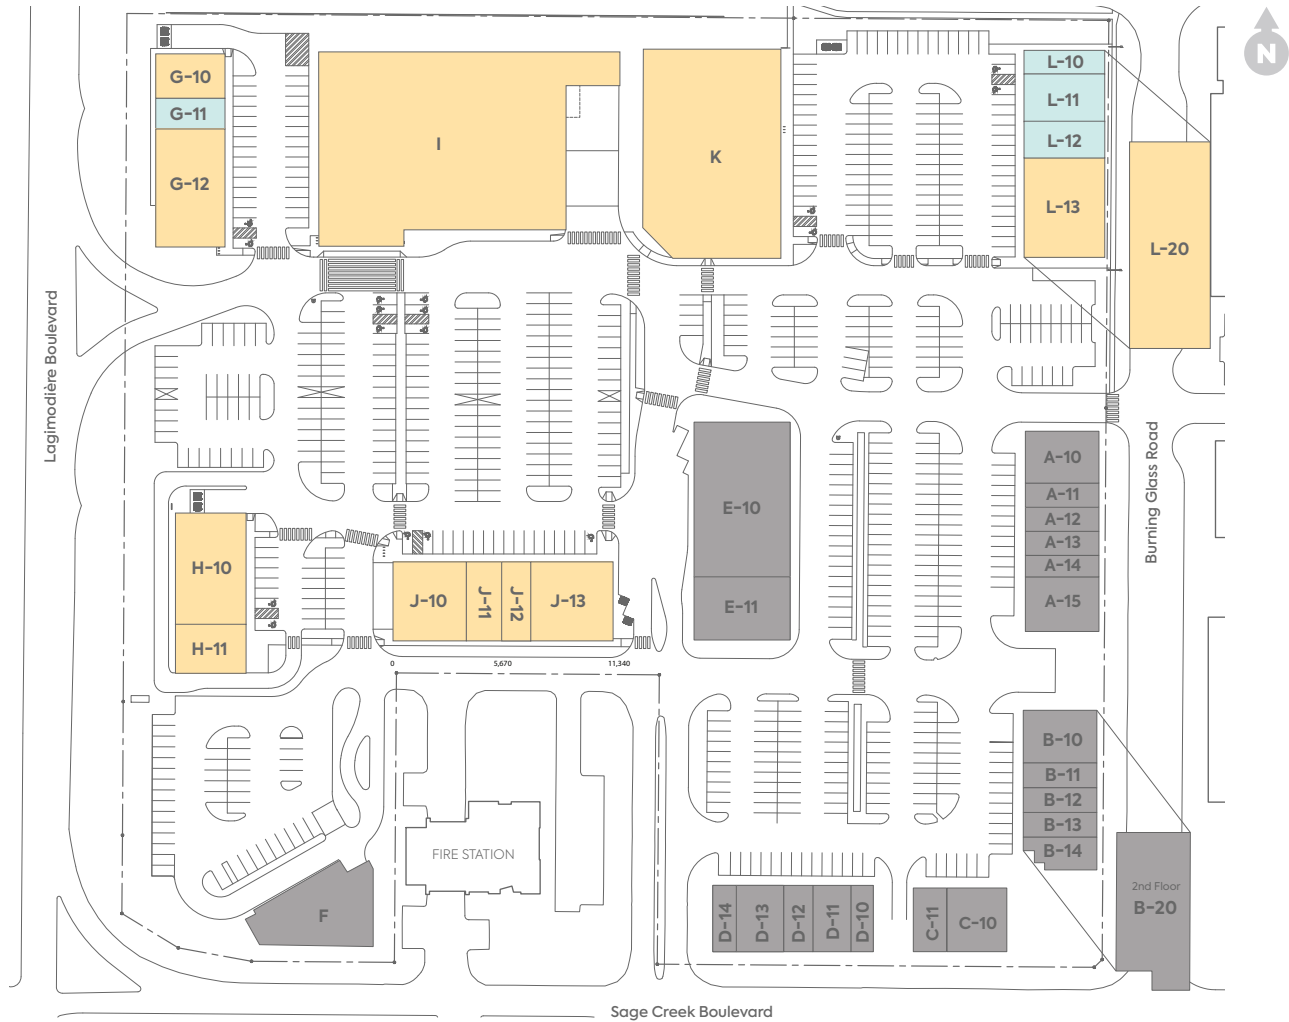 N
G-10
G-11
G-12
I
K
L-10
L-11
L-12
L-13
L-20
Lagimodière Boulevard
Burning Glass Road
E-10
E-11
A-10
A-11
A-12
A-13
A-14
A-15
H-10
H-11
J-10
J-11
J-12
J-13
0
5,670
11,340
B-10
B-11
B-12
B-13
B-14
2nd Floor
B-20
FIRE STATION
F
D-14
D-13
D-12
D-11
D-10
C-11
C-10
Sage Creek Boulevard